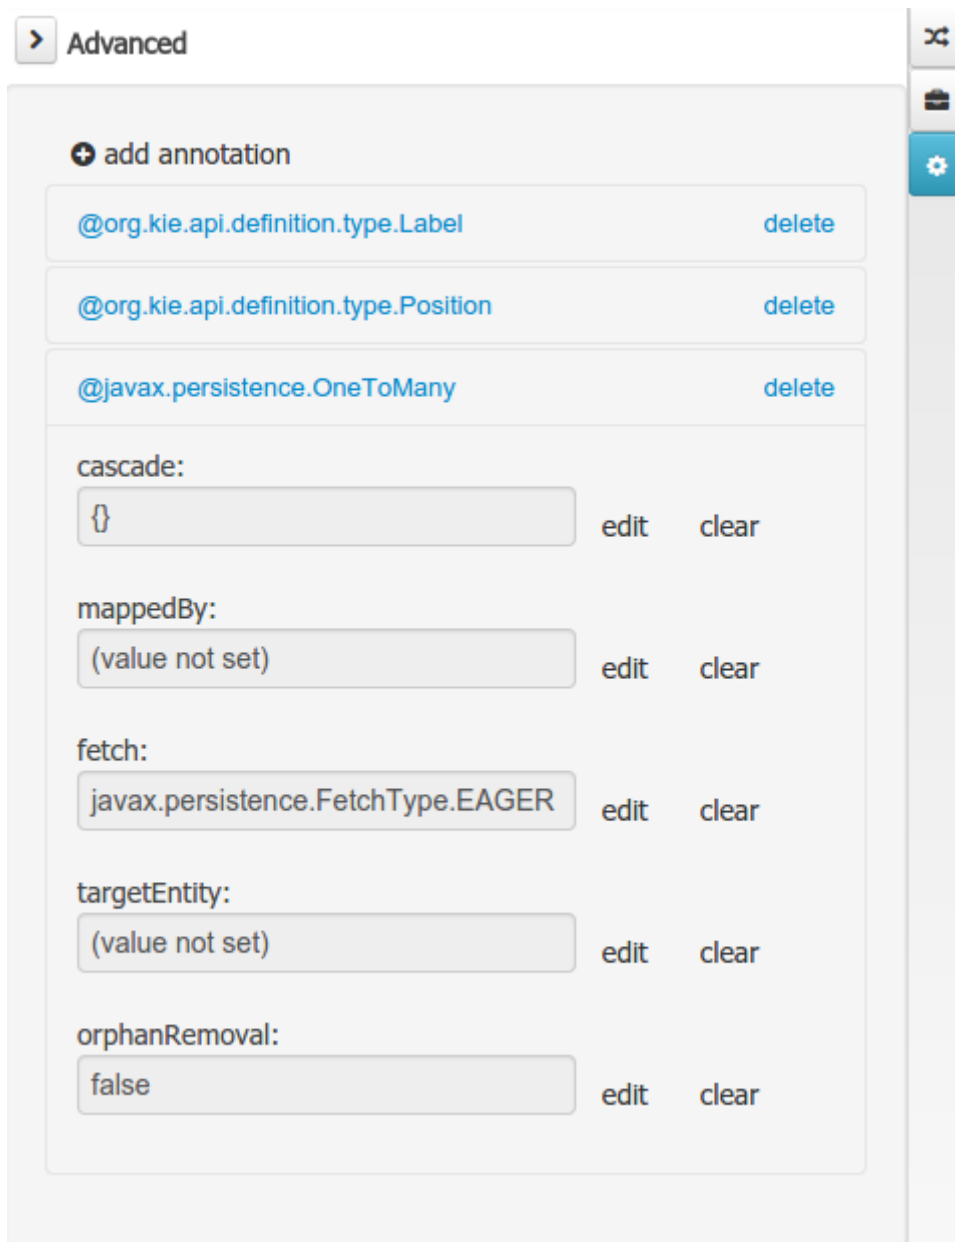 Advanced
add annotation
@org.kie.api.definition.type.Label delete
@org.kie.api.definition.type.Position delete
@javax.persistence.OneToMany delete
cascade:
{} edit clear
mappedBy:
(value not set) edit clear
fetch:
javax.persistence.FetchType.EAGER edit clear
targetEntity:
(value not set) edit clear
orphanRemoval:
false edit clear